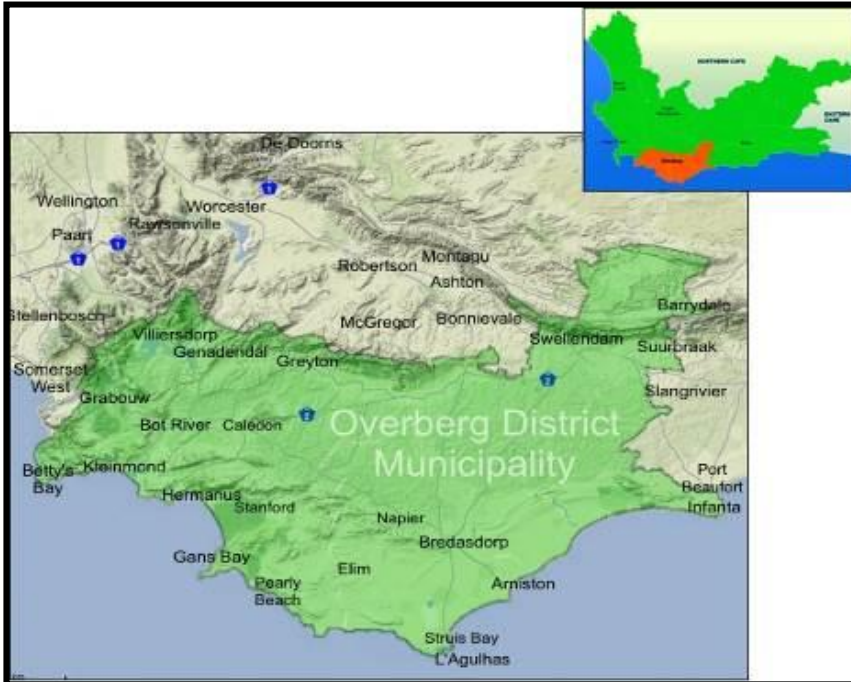 NORTHERN CAPE
EASTERN
CAPE
De Doorns
Wellington
Worcester
Rawsonville
Paarl
Robertson
Montagu
Ashton
Barrydale
Stellenbosch
Villiersdorp
McGregor
Bonnievale
Swellendam
Suurbraak
Genadendal
Greyton
Somerset
West
Grabouw
Slangrivier
Bot River
Caledon
Overberg District
Municipality
Betty's
Bay
Kleinmond
Port
Beaufort
Infanta
Hermanus
Stanford
Napier
Bredasdorp
Gans Bay
Elim
Pearly
Beach
Arniston
Struis Bay
L'Agulhas